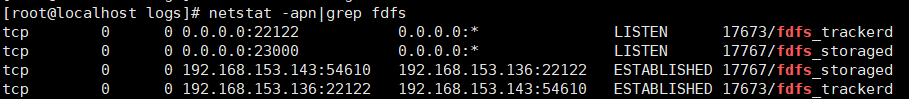 [root@localhost logs]# netstat -apn|grep fdfs
tcp        0      0 0.0.0.0:22122           0.0.0.0:*               LISTEN      17673/fdfs_trackerd
tcp        0      0 0.0.0.0:23000           0.0.0.0:*               LISTEN      17767/fdfs_storaged
tcp        0      0 192.168.153.143:54610   192.168.153.136:22122   ESTABLISHED 17767/fdfs_storaged
tcp        0      0 192.168.153.136:22122   192.168.153.143:54610   ESTABLISHED 17673/fdfs_trackerd